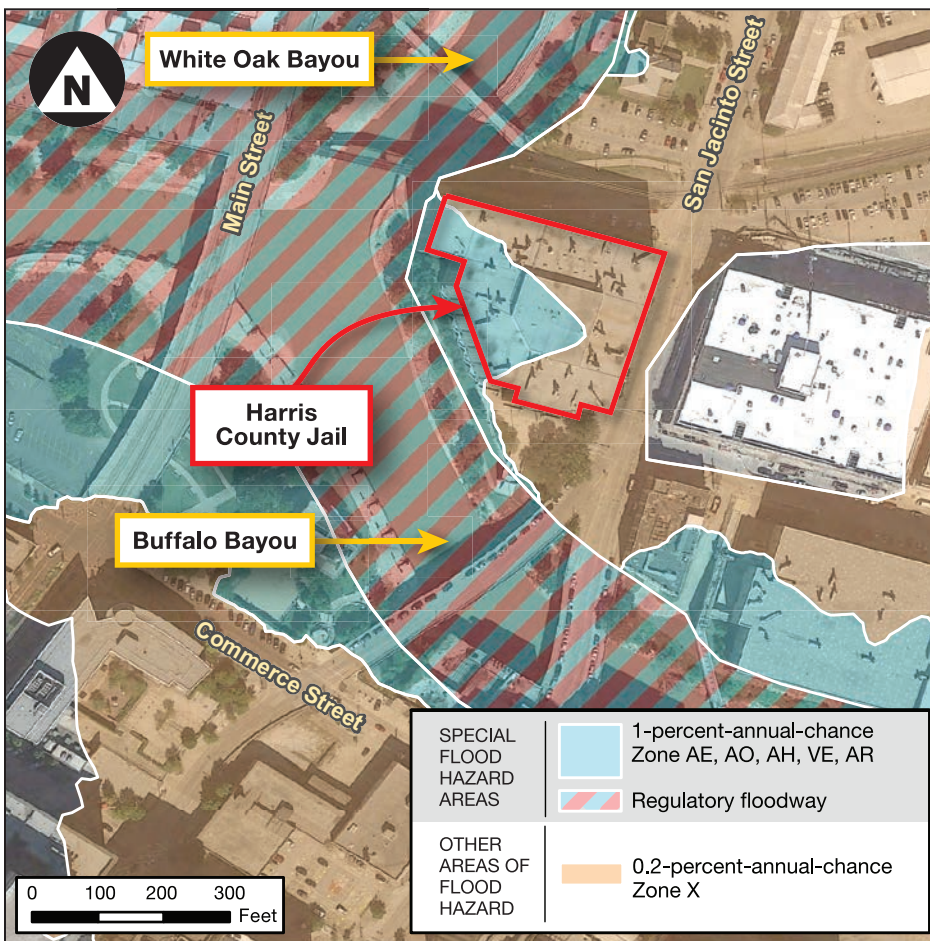 N
White Oak Bayou
Main Street
San Jacinto Street
Harris
County Jail
Buffalo Bayou
Commerce Street
SPECIAL
FLOOD
HAZARD
AREAS
1-percent-annual-chance
Zone AE, AO, AH, VE, AR
Regulatory floodway
OTHER
AREAS OF
FLOOD
HAZARD
0.2-percent-annual-chance
Zone X
0 100 200 300
Feet